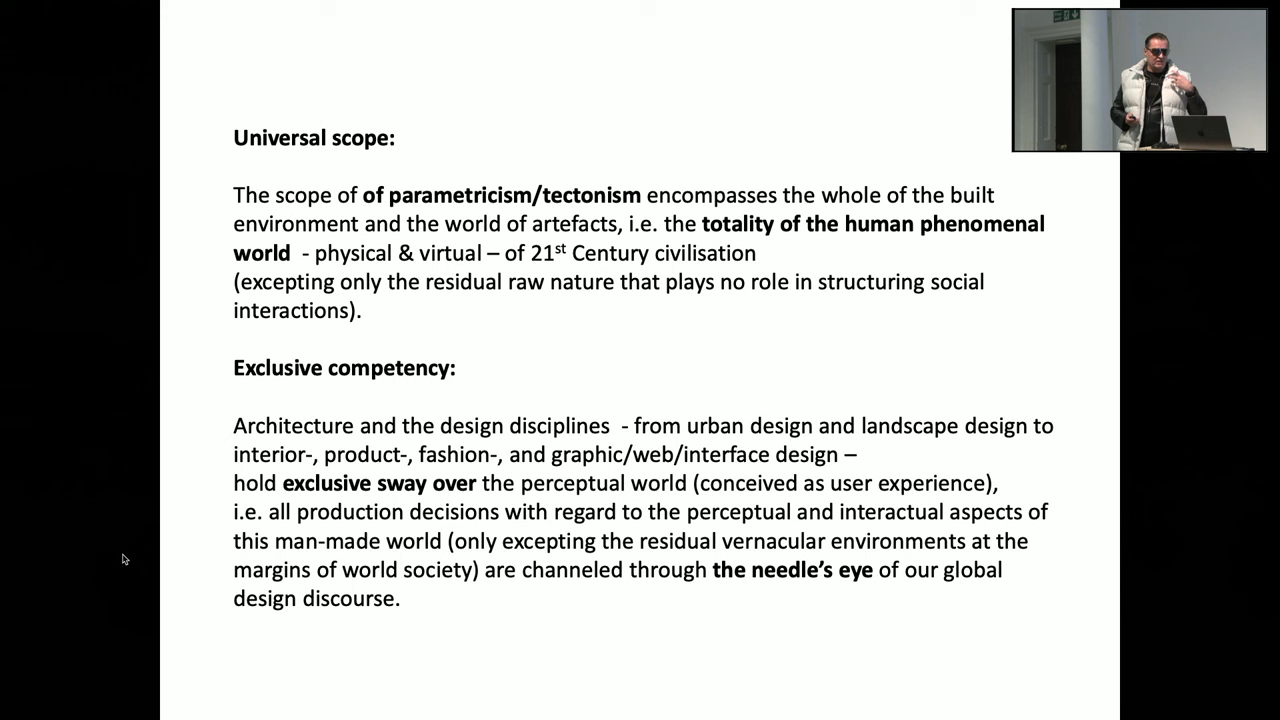 Universal scope:
The scope of of parametricism/tectonism encompasses the whole of the built
environment and the world of artefacts, i.e. the totality of the human phenomenal
world  - physical & virtual – of 21st Century civilisation
(excepting only the residual raw nature that plays no role in structuring social
interactions).
Exclusive competency:
Architecture and the design disciplines  - from urban design and landscape design to
interior-, product-, fashion-, and graphic/web/interface design –
hold exclusive sway over the perceptual world (conceived as user experience),
i.e. all production decisions with regard to the perceptual and interactual aspects of
this man-made world (only excepting the residual vernacular environments at the
margins of world society) are channeled through the needle’s eye of our global
design discourse.